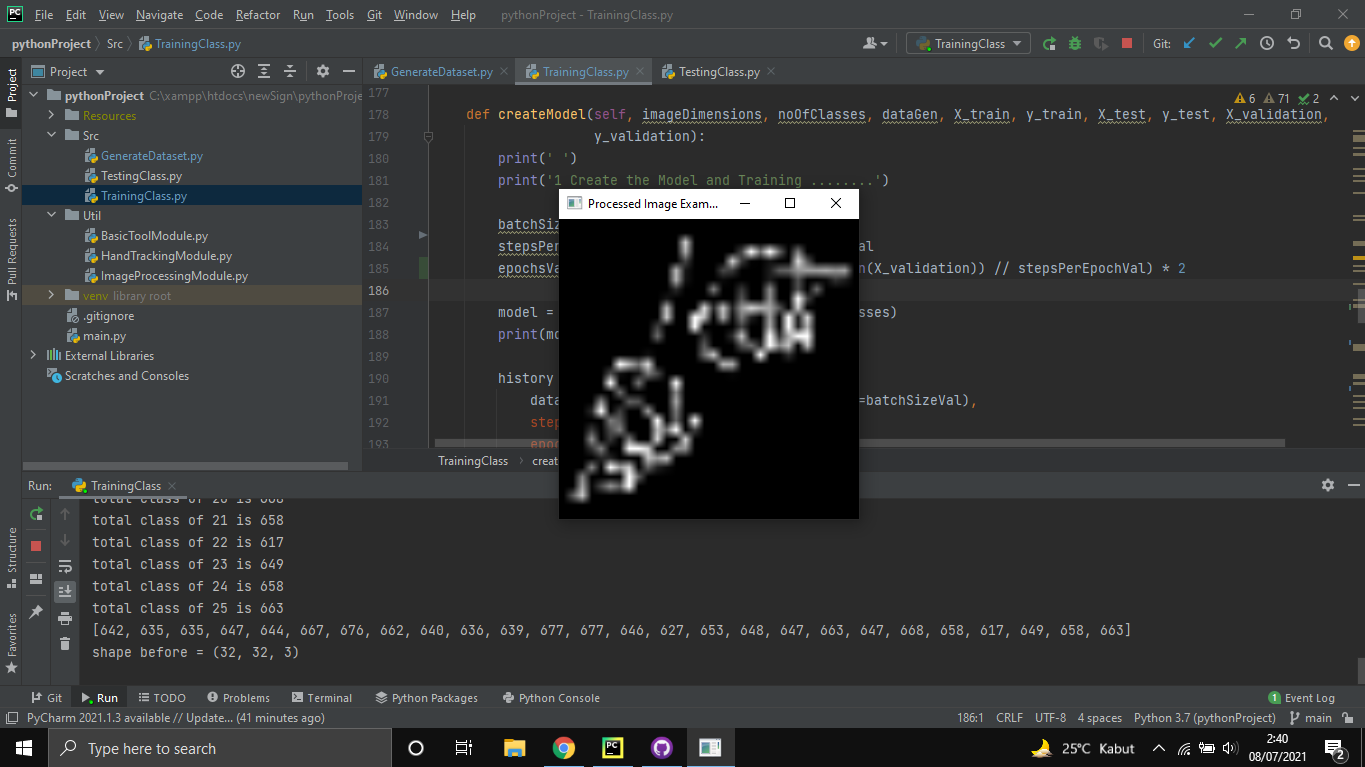 PC File Edit View Navigate Code Refactor Run Tools Git Window Help pythonProject - TrainingClass.py
pythonProject Src TrainingClass.py TrainingClass Git:
Project
GenerateDataset.py TrainingClass.py TestingClass.py
pythonProject C:\xampp\htdocs\newSign\pythonProje
Resources
Src
GenerateDataset.py
TestingClass.py
TrainingClass.py
Util
BasicToolModule.py
HandTrackingModule.py
ImageProcessingModule.py
venv library root
.gitignore
main.py
External Libraries
Scratches and Consoles
Project
Commit
Pull Requests
Structure
Favorites
6 71 2
177
178 def createModel(self, imageDimensions, noOfClasses, dataGen, X_train, y_train, X_test, y_test, X_validation,
179 y_validation):
180 print(' ')
181 print('1 Create the Model and Training ........')
182
183 batchSiz
184 stepsPer al
185 epochsVa n(X_validation)) // stepsPerEpochVal) * 2
186
187 model = sses)
188 print(mo
189
190 history
191 data =batchSizeVal),
192 step
193 epoc
TrainingClass creat
Processed Image Exam...
Run: TrainingClass
total class of 20 is 668
total class of 21 is 658
total class of 22 is 617
total class of 23 is 649
total class of 24 is 658
total class of 25 is 663
[642, 635, 635, 647, 644, 667, 676, 662, 640, 636, 639, 677, 677, 646, 627, 653, 648, 647, 663, 647, 668, 658, 617, 649, 658, 663]
shape before = (32, 32, 3)
Git Run TODO Problems Terminal Python Packages Python Console 1 Event Log
PyCharm 2021.1.3 available // Update... (41 minutes ago) 186:1 CRLF UTF-8 4 spaces Python 3.7 (pythonProject) main
Type here to search PC 25°C Kabut 2:40
08/07/2021 2